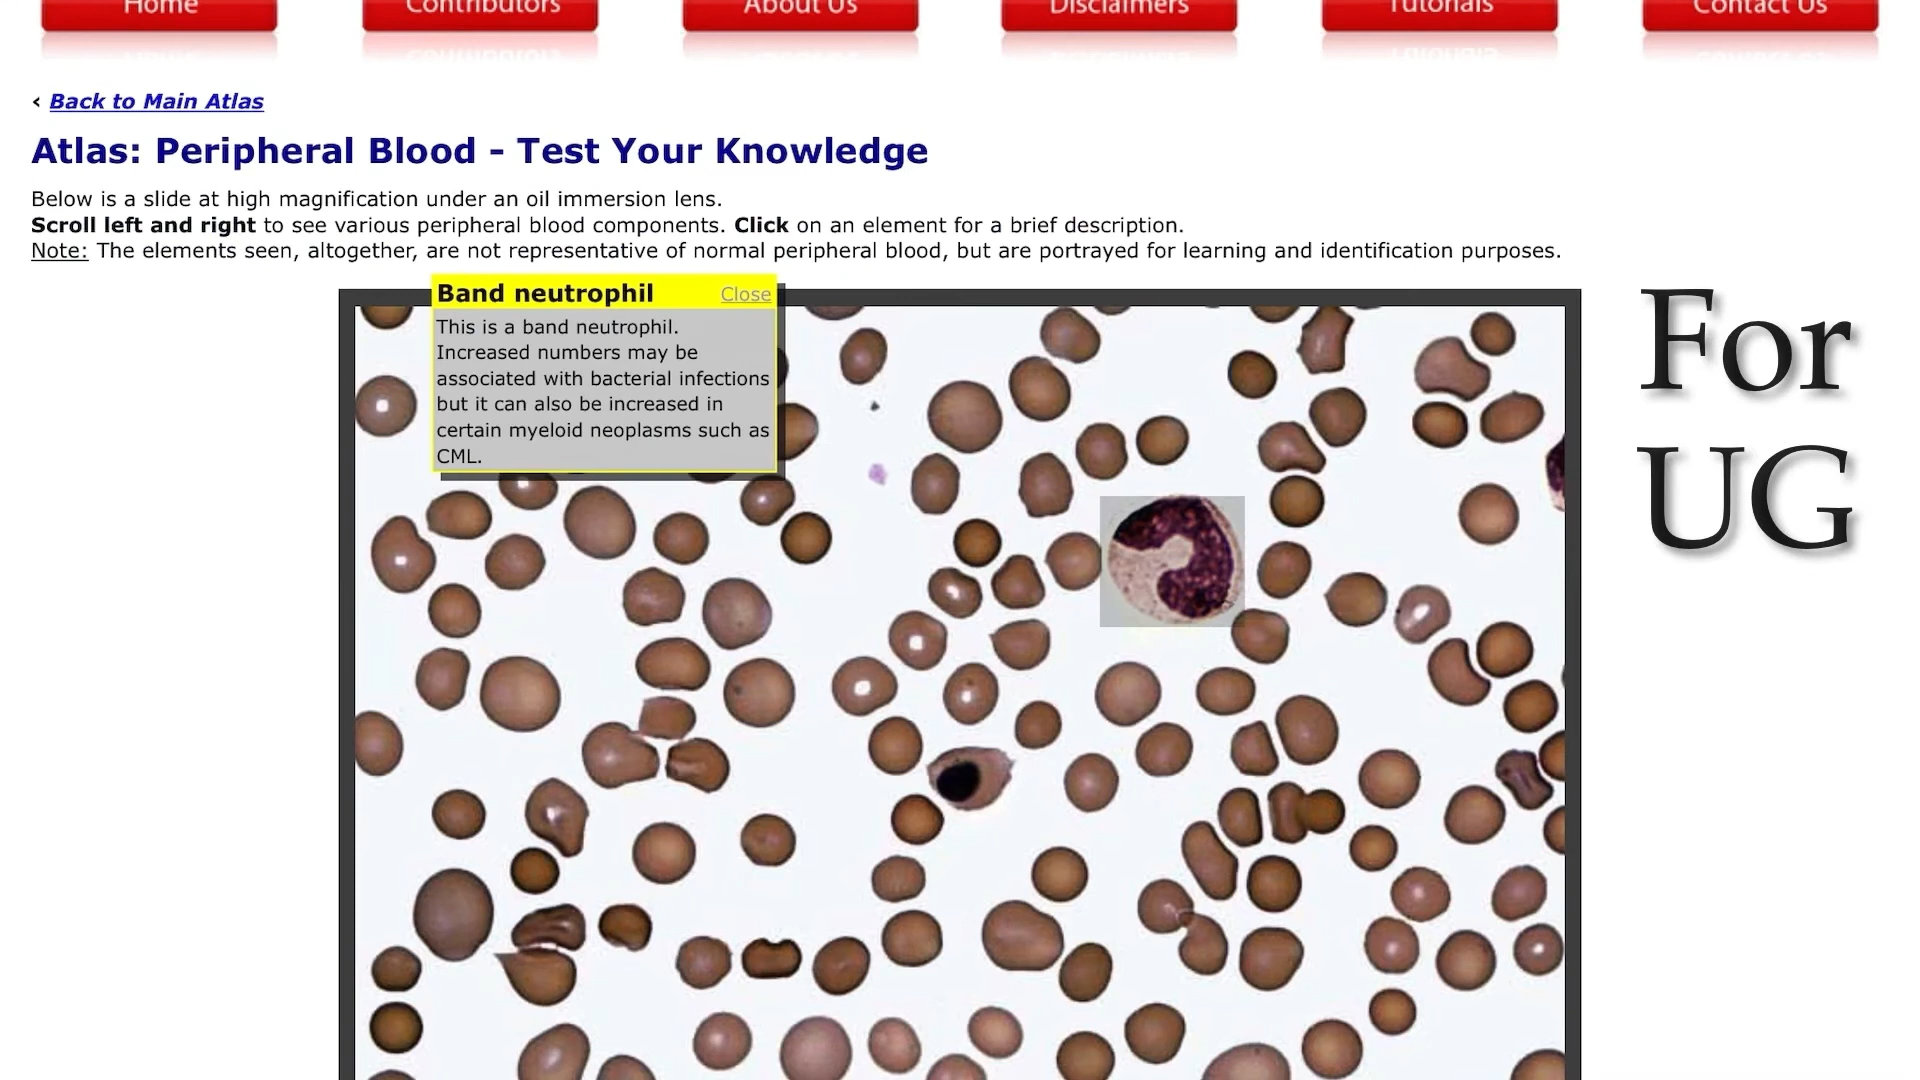 Home
Contributors
About Us
Disclaimers
Tutorials
Contact Us
‹ Back to Main Atlas
Atlas: Peripheral Blood - Test Your Knowledge
Below is a slide at high magnification under an oil immersion lens.
Scroll left and right to see various peripheral blood components. Click on an element for a brief description.
Note: The elements seen, altogether, are not representative of normal peripheral blood, but are portrayed for learning and identification purposes.
Band neutrophil Close
This is a band neutrophil.
Increased numbers may be
associated with bacterial infections
but it can also be increased in
certain myeloid neoplasms such as
CML.
For
UG